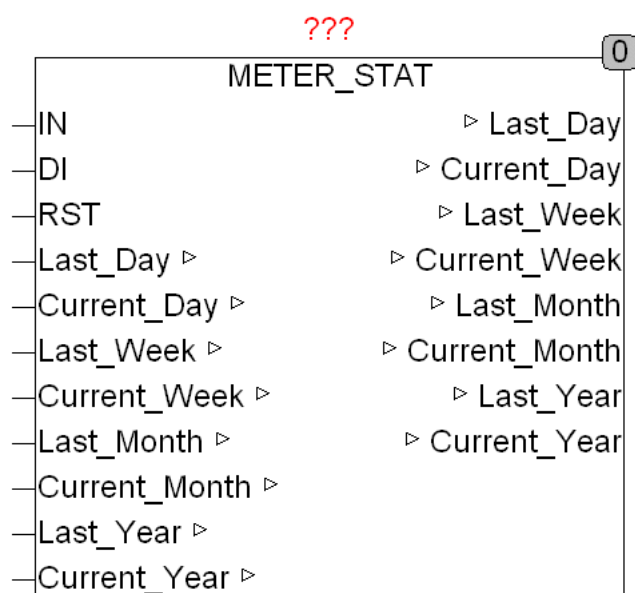 ???
0
METER_STAT
IN
DI
RST
Last_Day
Current_Day
Last_Week
Current_Week
Last_Month
Current_Month
Last_Year
Current_Year
Last_Day
Current_Day
Last_Week
Current_Week
Last_Month
Current_Month
Last_Year
Current_Year